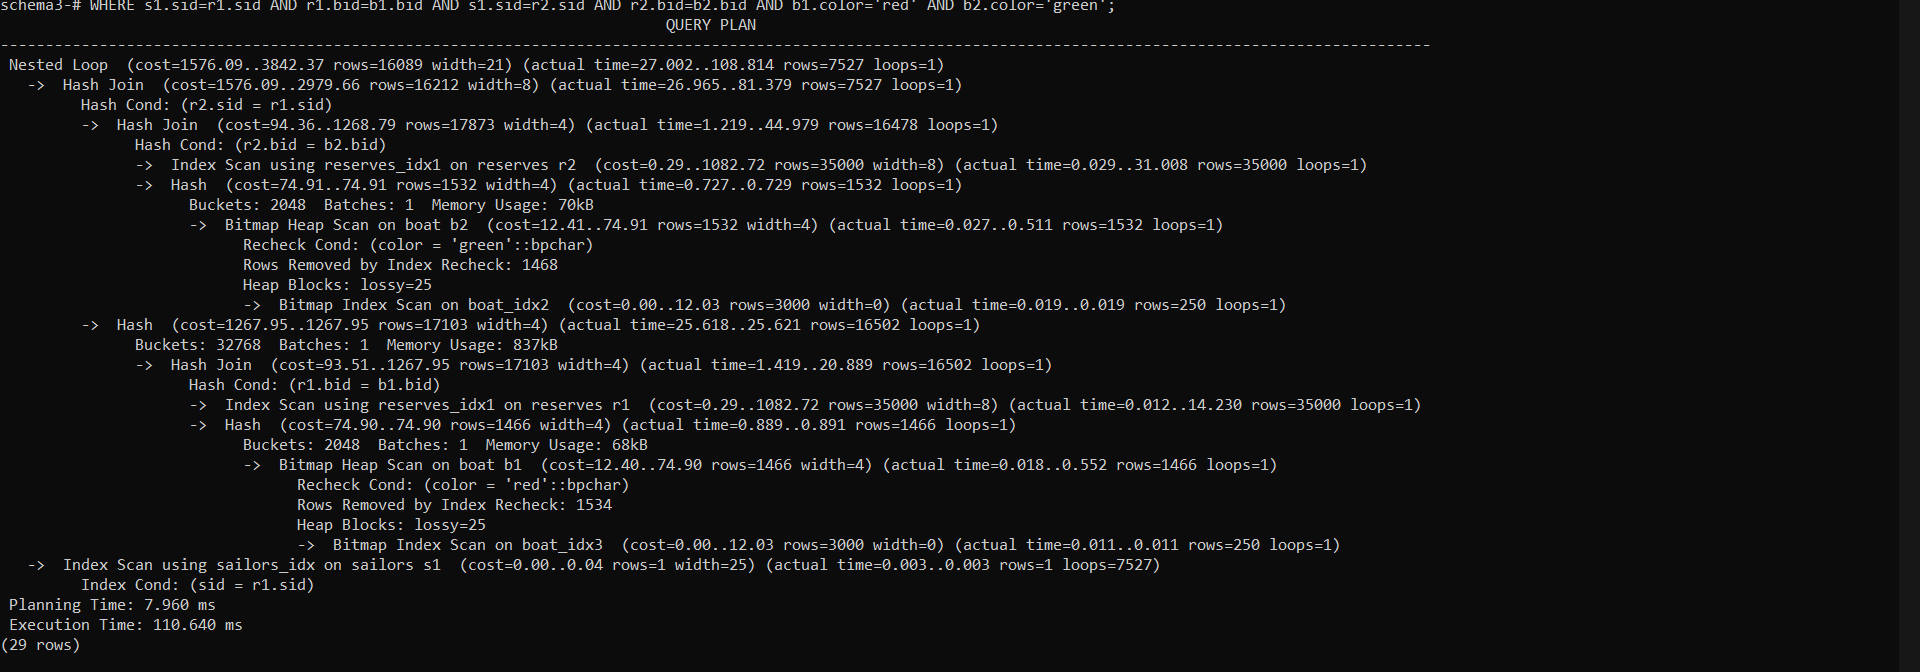 schema3-# WHERE s1.sid=r1.sid AND r1.bid=b1.bid AND s1.sid=r2.sid AND r2.bid=b2.bid AND b1.color='red' AND b2.color='green';
QUERY PLAN
---------------------------------------------------------------------------------------------------------------------------------------------------------------
Nested Loop  (cost=1576.09..3842.37 rows=16089 width=21) (actual time=27.002..108.814 rows=7527 loops=1)
  ->  Hash Join  (cost=1576.09..2979.66 rows=16212 width=8) (actual time=26.965..81.379 rows=7527 loops=1)
        Hash Cond: (r2.sid = r1.sid)
        ->  Hash Join  (cost=94.36..1268.79 rows=17873 width=4) (actual time=1.219..44.979 rows=16478 loops=1)
              Hash Cond: (r2.bid = b2.bid)
              ->  Index Scan using reserves_idx1 on reserves r2  (cost=0.29..1082.72 rows=35000 width=8) (actual time=0.029..31.008 rows=35000 loops=1)
              ->  Hash  (cost=74.91..74.91 rows=1532 width=4) (actual time=0.727..0.729 rows=1532 loops=1)
                    Buckets: 2048  Batches: 1  Memory Usage: 70kB
                    ->  Bitmap Heap Scan on boat b2  (cost=12.41..74.91 rows=1532 width=4) (actual time=0.027..0.511 rows=1532 loops=1)
                          Recheck Cond: (color = 'green'::bpchar)
                          Rows Removed by Index Recheck: 1468
                          Heap Blocks: lossy=25
                          ->  Bitmap Index Scan on boat_idx2  (cost=0.00..12.03 rows=3000 width=0) (actual time=0.019..0.019 rows=250 loops=1)
        ->  Hash  (cost=1267.95..1267.95 rows=17103 width=4) (actual time=25.618..25.621 rows=16502 loops=1)
              Buckets: 32768  Batches: 1  Memory Usage: 837kB
              ->  Hash Join  (cost=93.51..1267.95 rows=17103 width=4) (actual time=1.419..20.889 rows=16502 loops=1)
                    Hash Cond: (r1.bid = b1.bid)
                    ->  Index Scan using reserves_idx1 on reserves r1  (cost=0.29..1082.72 rows=35000 width=8) (actual time=0.012..14.230 rows=35000 loops=1)
                    ->  Hash  (cost=74.90..74.90 rows=1466 width=4) (actual time=0.889..0.891 rows=1466 loops=1)
                          Buckets: 2048  Batches: 1  Memory Usage: 68kB
                          ->  Bitmap Heap Scan on boat b1  (cost=12.40..74.90 rows=1466 width=4) (actual time=0.018..0.552 rows=1466 loops=1)
                                Recheck Cond: (color = 'red'::bpchar)
                                Rows Removed by Index Recheck: 1534
                                Heap Blocks: lossy=25
                                ->  Bitmap Index Scan on boat_idx3  (cost=0.00..12.03 rows=3000 width=0) (actual time=0.011..0.011 rows=250 loops=1)
  ->  Index Scan using sailors_idx on sailors s1  (cost=0.00..0.04 rows=1 width=25) (actual time=0.003..0.003 rows=1 loops=7527)
        Index Cond: (sid = r1.sid)
Planning Time: 7.960 ms
Execution Time: 110.640 ms
(29 rows)